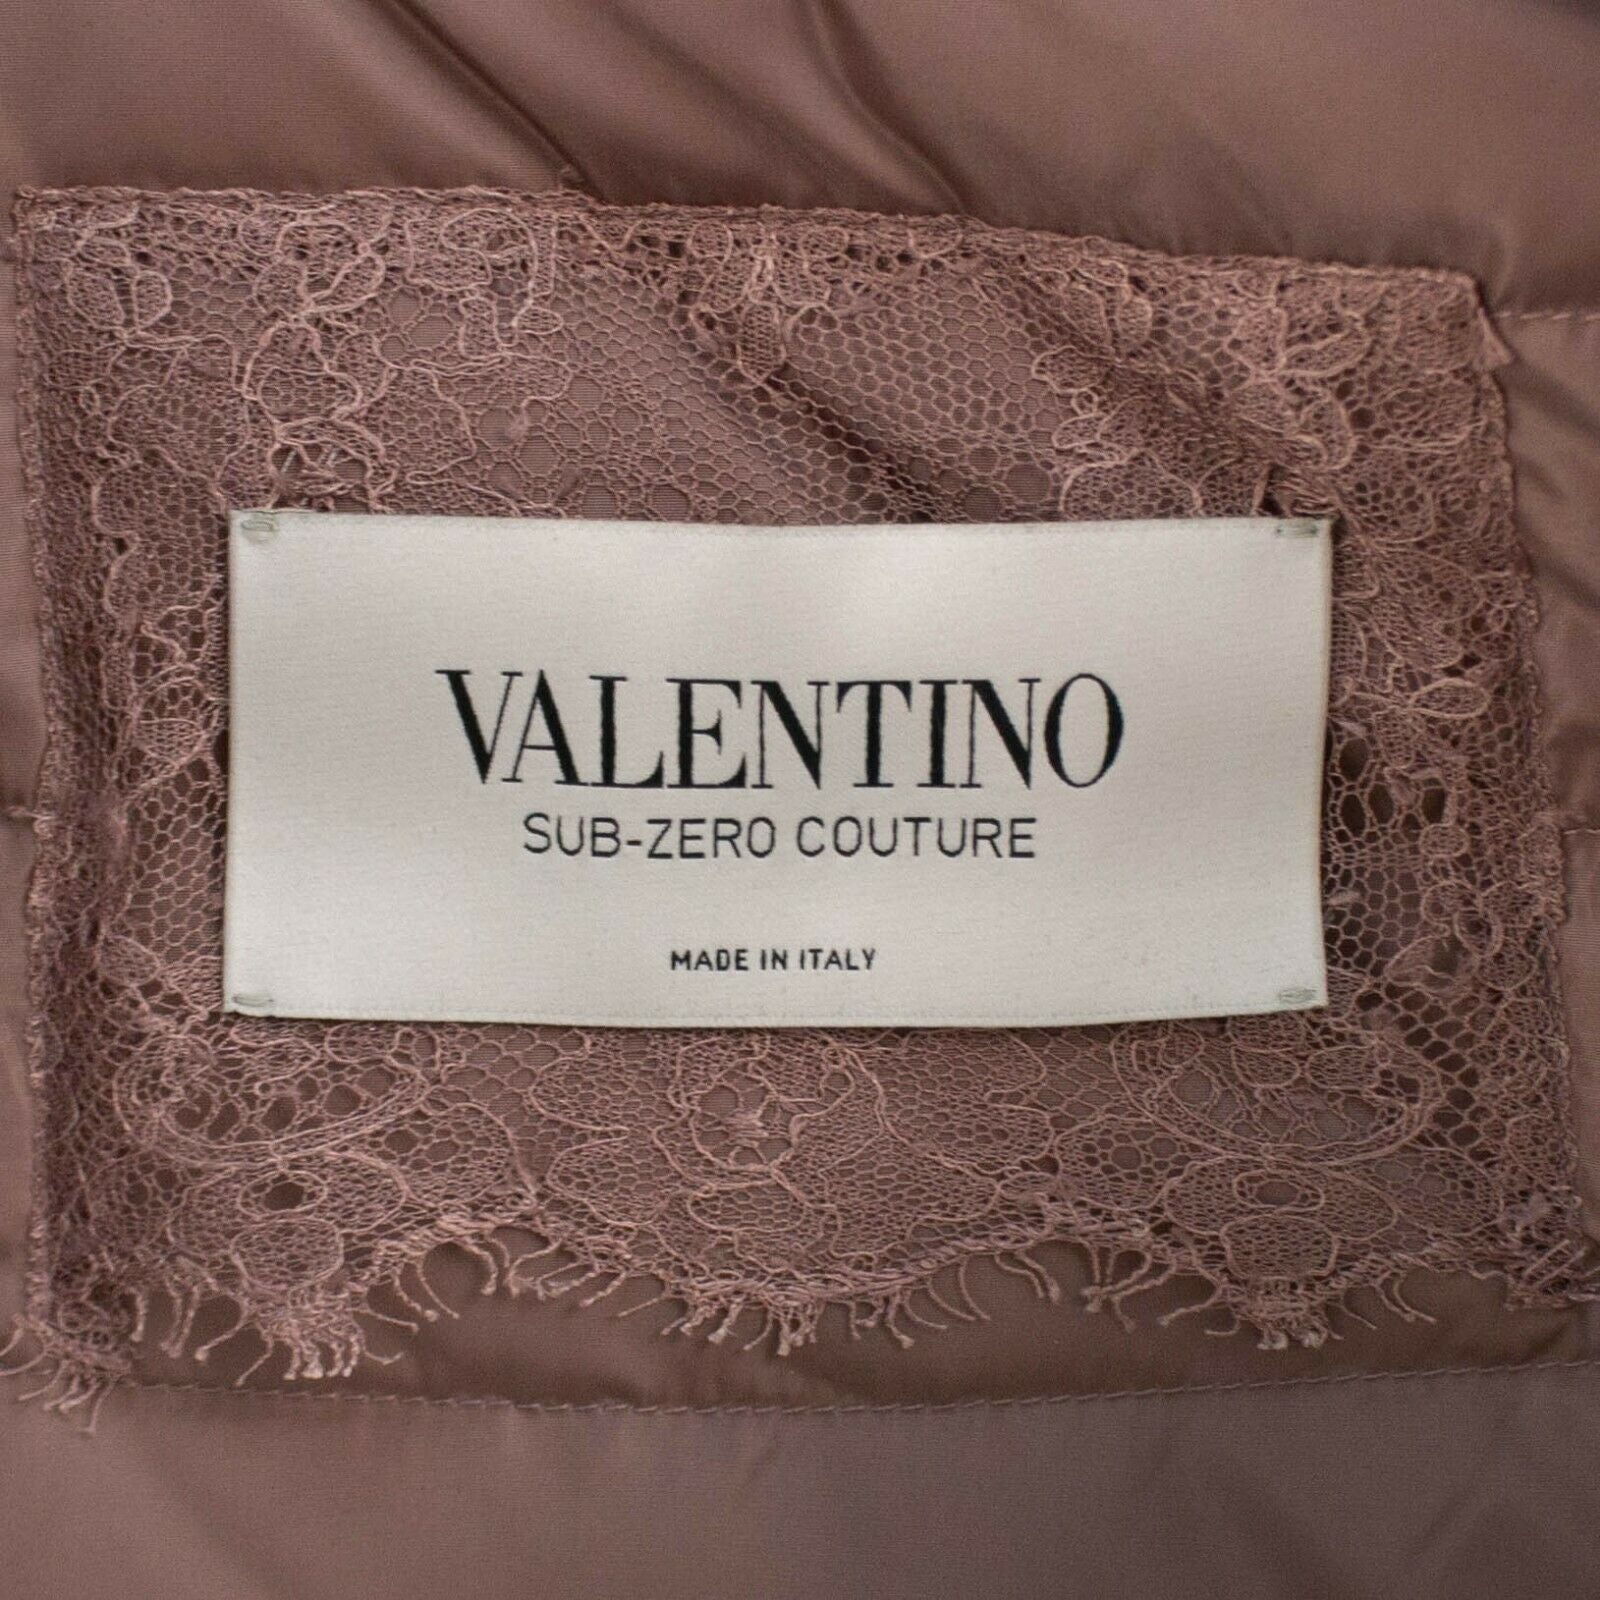 VALENTINO
SUB-ZERO COUTURE
MADE IN ITALY